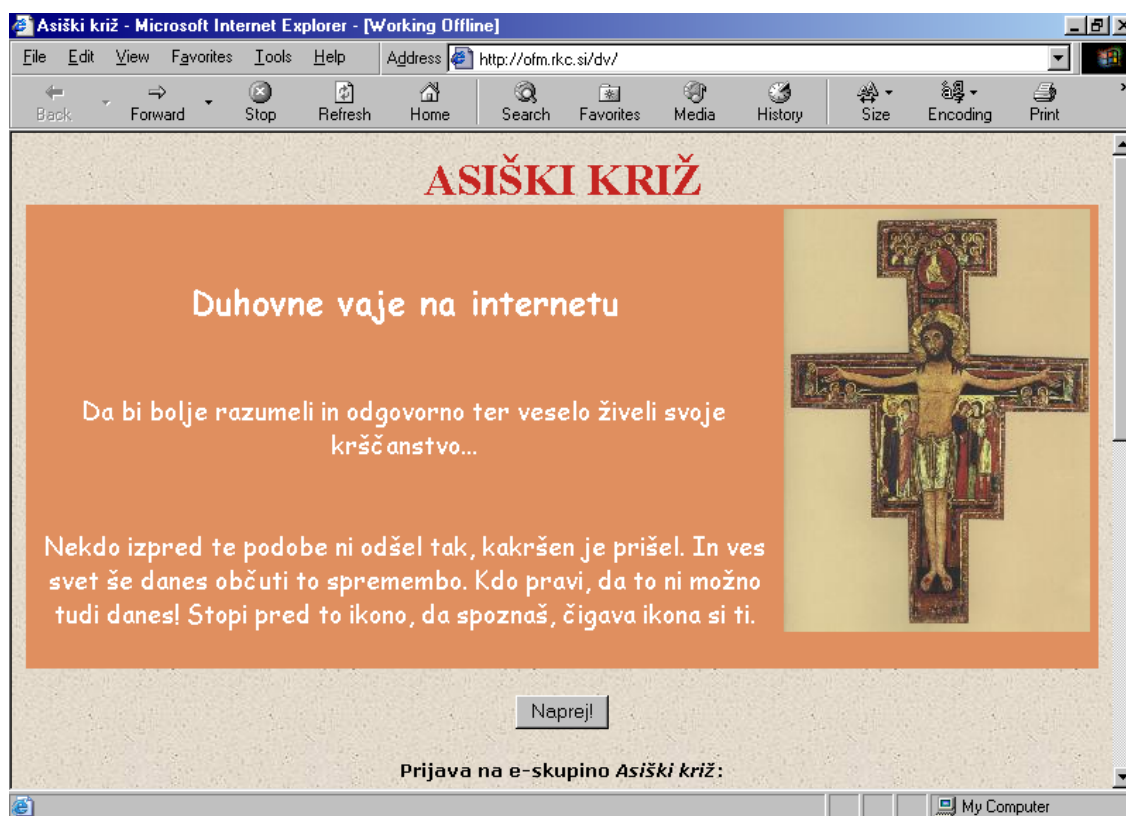 Asiški križ - Microsoft Internet Explorer - [Working Offline]
File Edit View Favorites Tools Help Address http://ofm.rkc.si/dv/
Back Forward Stop Refresh Home Search Favorites Media History Size Encoding Print
ASIŠKI KRIŽ
Duhovne vaje na internetu
Da bi bolje razumeli in odgovorno ter veselo živeli svoje
krščanstvo...
Nekdo izpred te podobe ni odšel tak, kakršen je prišel. In ves
svet še danes občuti to spremembo. Kdo pravi, da to ni možno
tudi danes! Stopi pred to ikono, da spoznaš, čigava ikona si ti.
Naprej!
Prijava na e-skupino Asiški križ:
My Computer